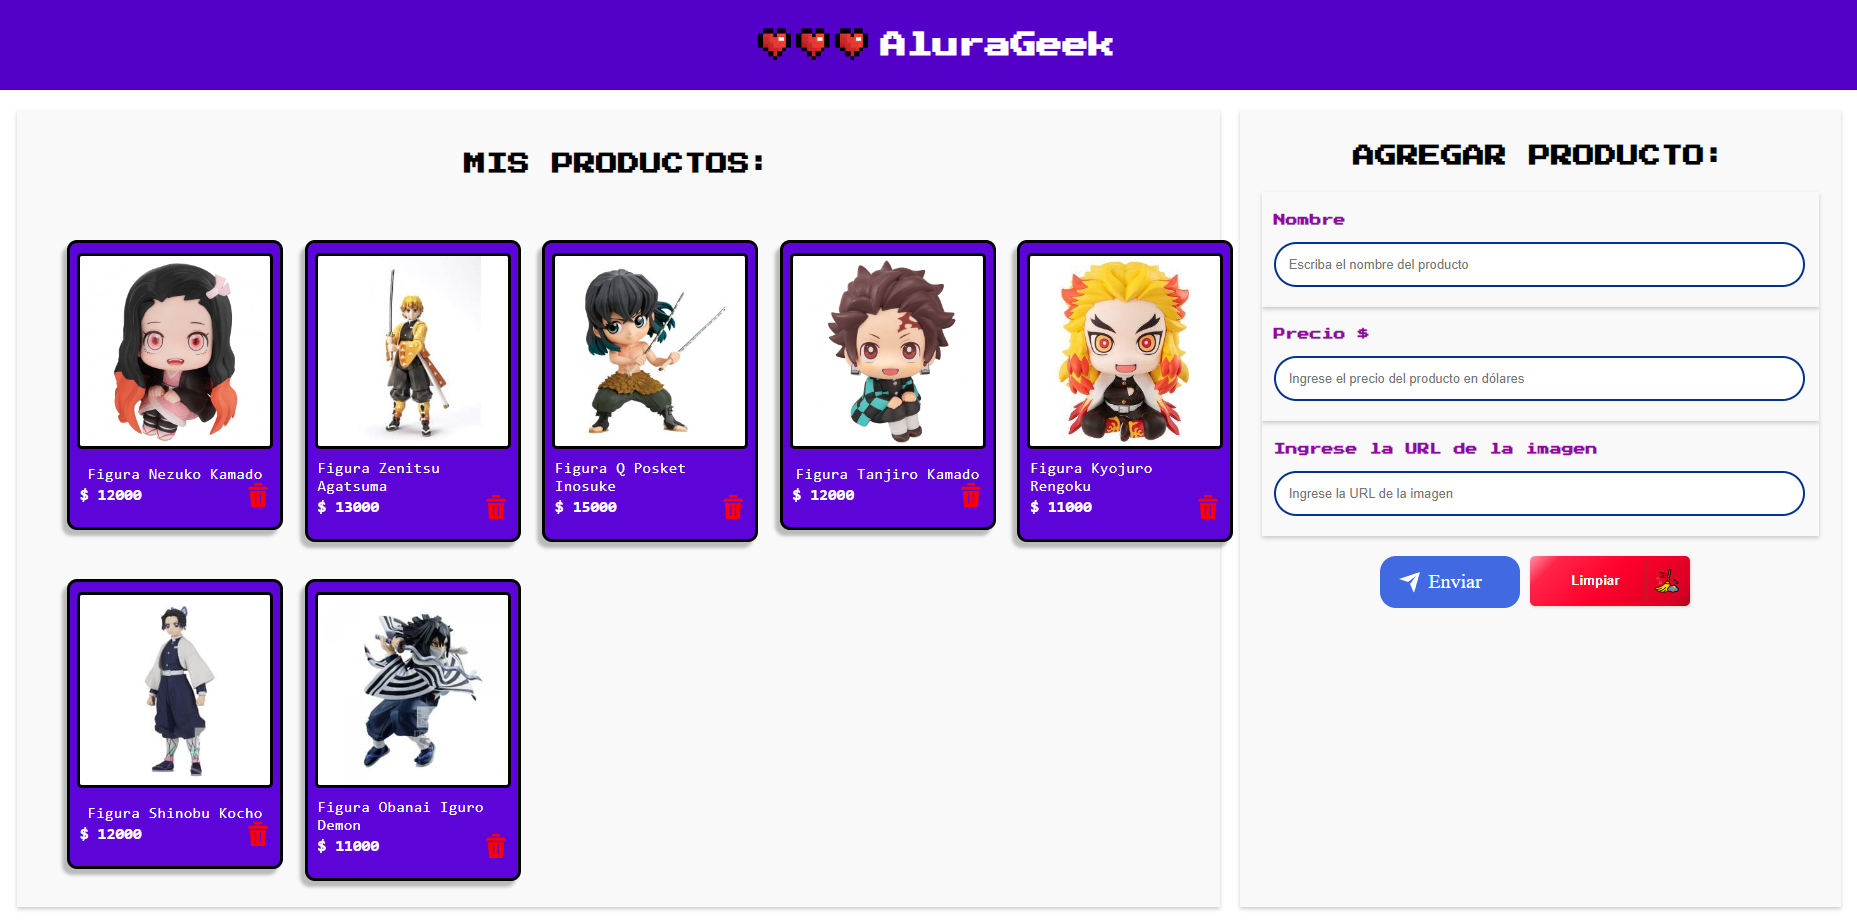 AluraGeek
MIS PRODUCTOS:
Figura Nezuko Kamado
$ 12000
Figura Zenitsu
Agatsuma
$ 13000
Figura Q Posket
Inosuke
$ 15000
Figura Tanjiro Kamado
$ 12000
Figura Kyojuro
Rengoku
$ 11000
Figura Shinobu Kocho
$ 12000
Figura Obanai Iguro
Demon
$ 11000
AGREGAR PRODUCTO:
Nombre
Escriba el nombre del producto
Precio $
Ingrese el precio del producto en dólares
Ingrese la URL de la imagen
Ingrese la URL de la imagen
Enviar
Limpiar